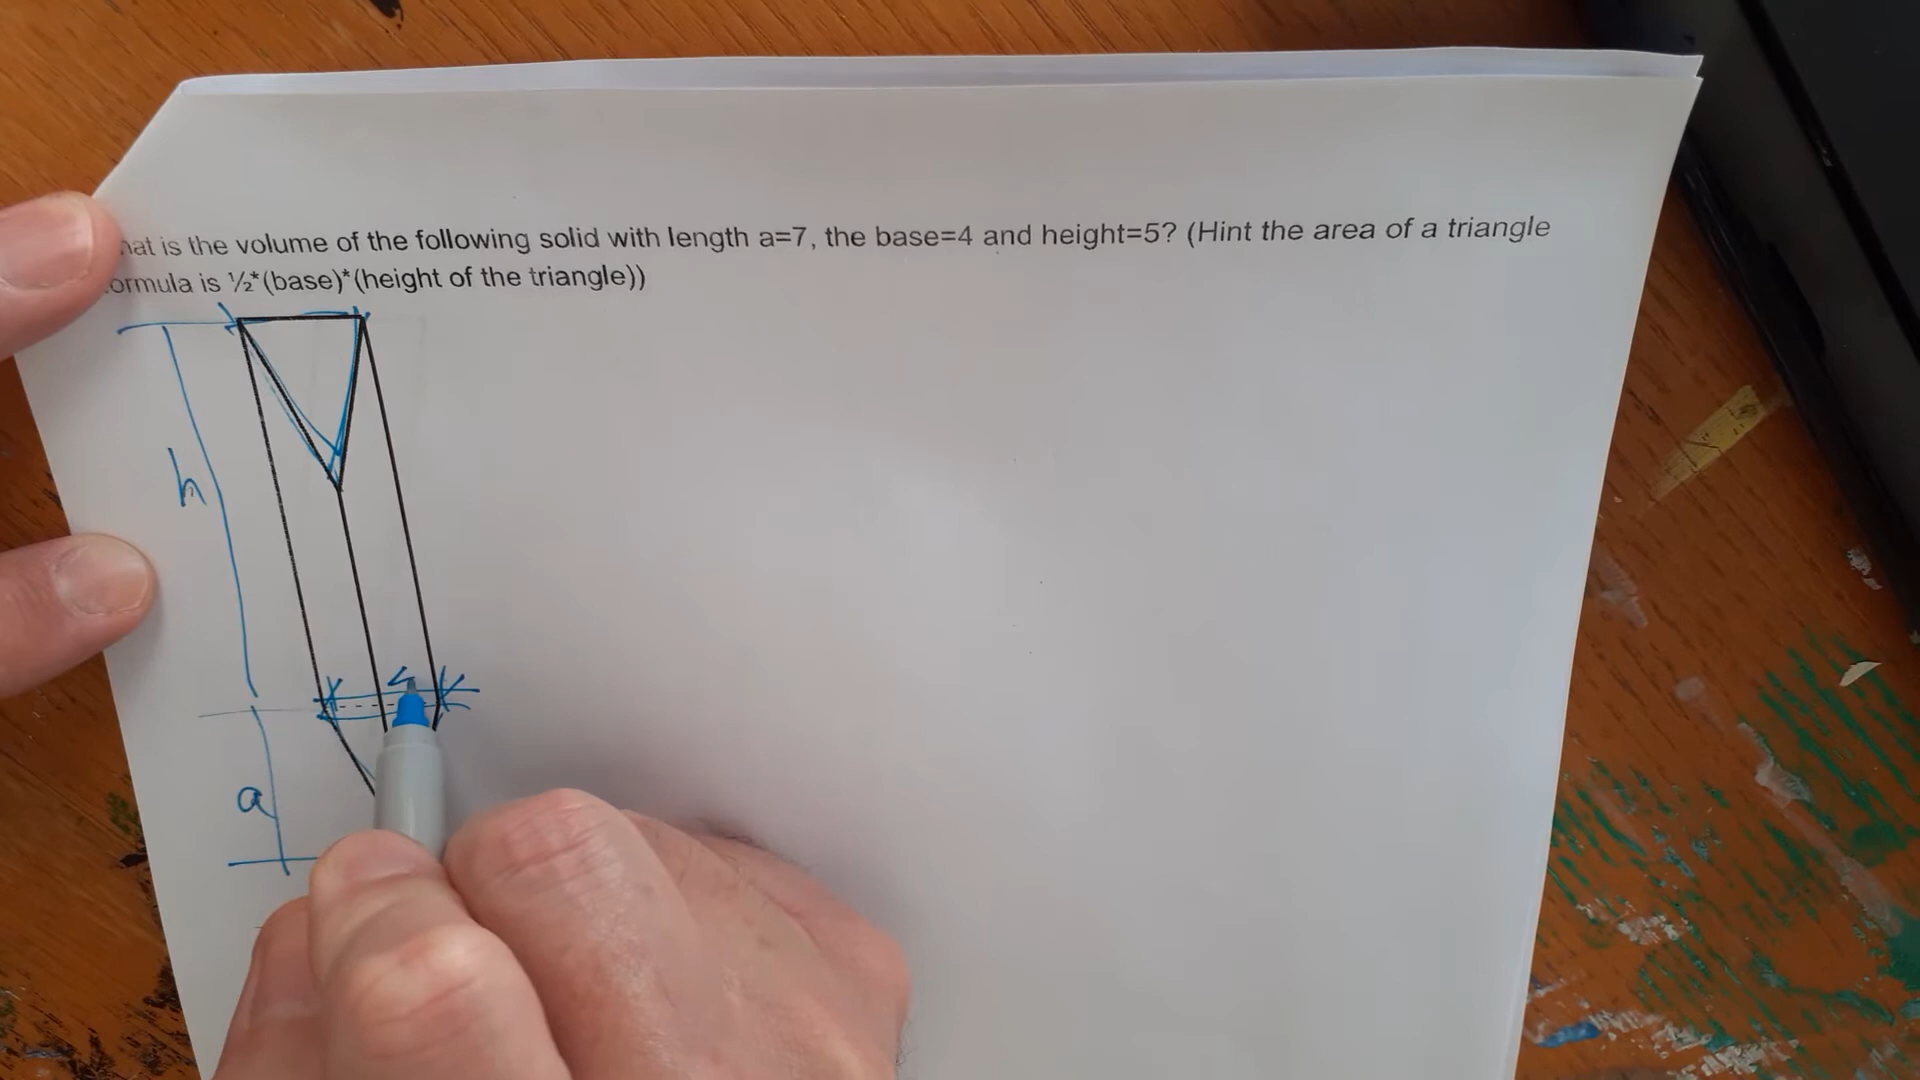 hat is the volume of the following solid with length a=7, the base=4 and height=5? (Hint the area of a triangle
ormula is ½*(base)*(height of the triangle))
h
a